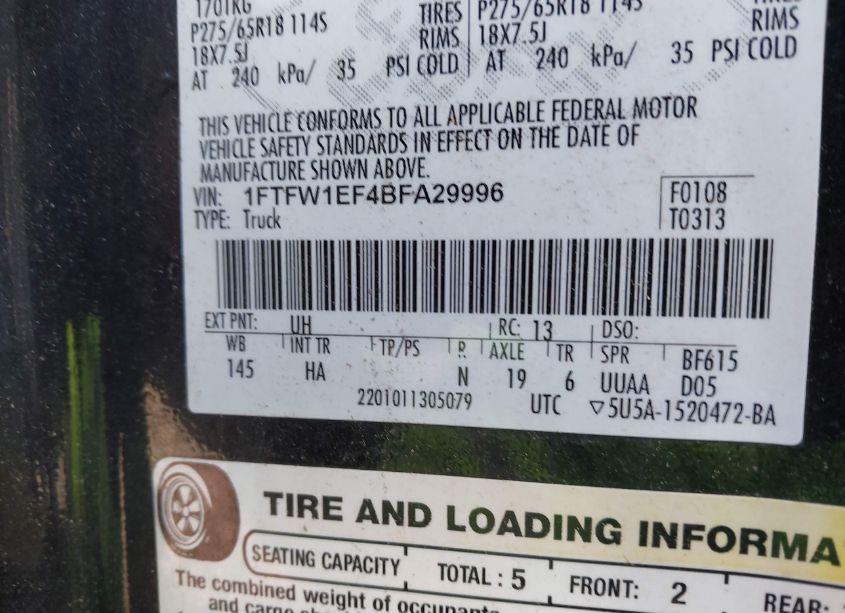 1701KG
P275/65R18 114S TIRES P275/65R18 114S TIRES
18X7.5J RIMS 18X7.5J RIMS
AT 240 kPa/ 35 PSI COLD AT 240 kPa/ 35 PSI COLD
THIS VEHICLE CONFORMS TO ALL APPLICABLE FEDERAL MOTOR
VEHICLE SAFETY STANDARDS IN EFFECT ON THE DATE OF
MANUFACTURE SHOWN ABOVE.
VIN: 1FTFW1EF4BFA29996 F0108
TYPE: Truck T0313
EXT PNT: UH RC: 13 DSO:
WB INT TR TP/PS R AXLE TR SPR BF615
145 HA N 19 6 UUAA D05
2201011305079 UTC ▽5U5A-1520472-BA
TIRE AND LOADING INFORMA
SEATING CAPACITY TOTAL : 5 FRONT: 2 REAR:
The combined weight of occupants
and cargo